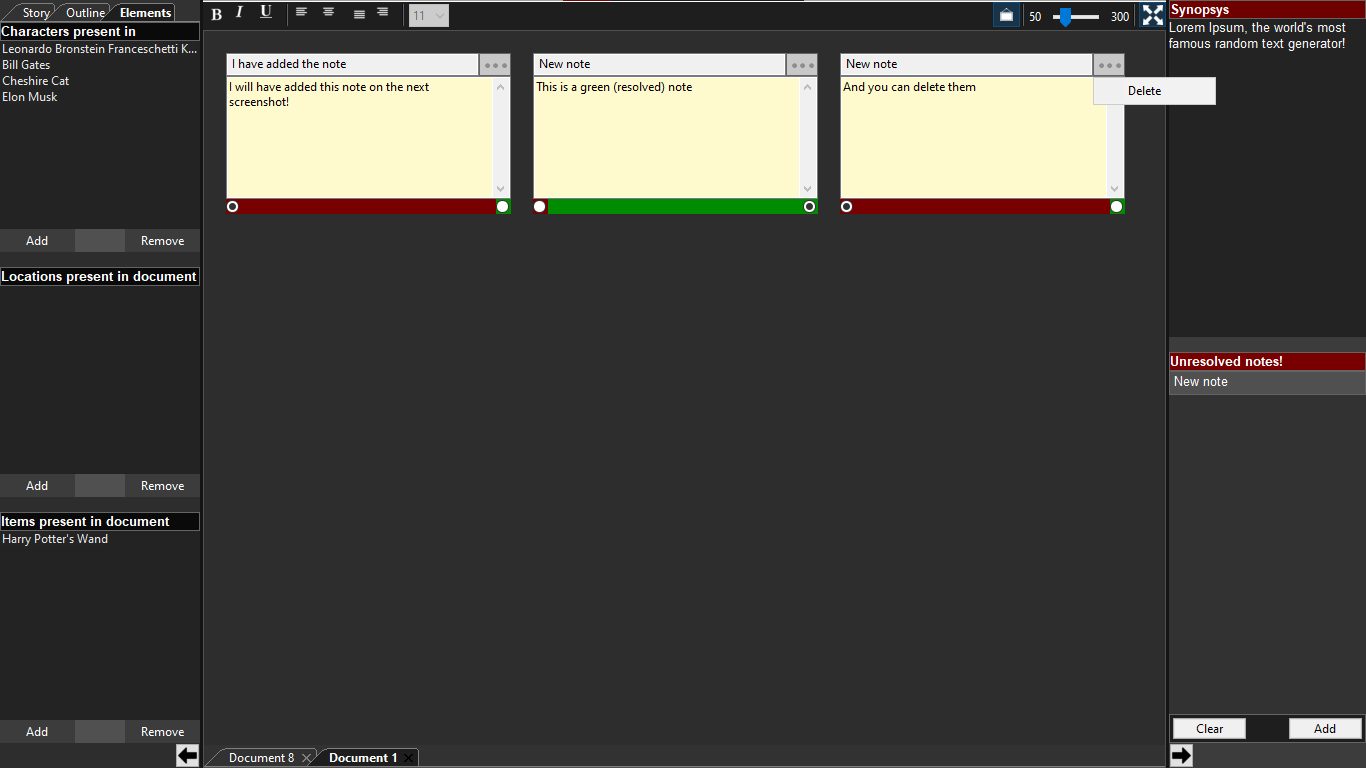 Story Outline Elements
Characters present in
Leonardo Bronstein Franceschetti K...
Bill Gates
Cheshire Cat
Elon Musk
Add Remove
Locations present in document
Add Remove
Items present in document
Harry Potter's Wand
Add Remove
B I U 11 50 300
I have added the note
I will have added this note on the next
screenshot!
New note
This is a green (resolved) note
New note
And you can delete them
Delete
Document 8 Document 1
Synopsys
Lorem Ipsum, the world's most
famous random text generator!
Unresolved notes!
New note
Clear Add